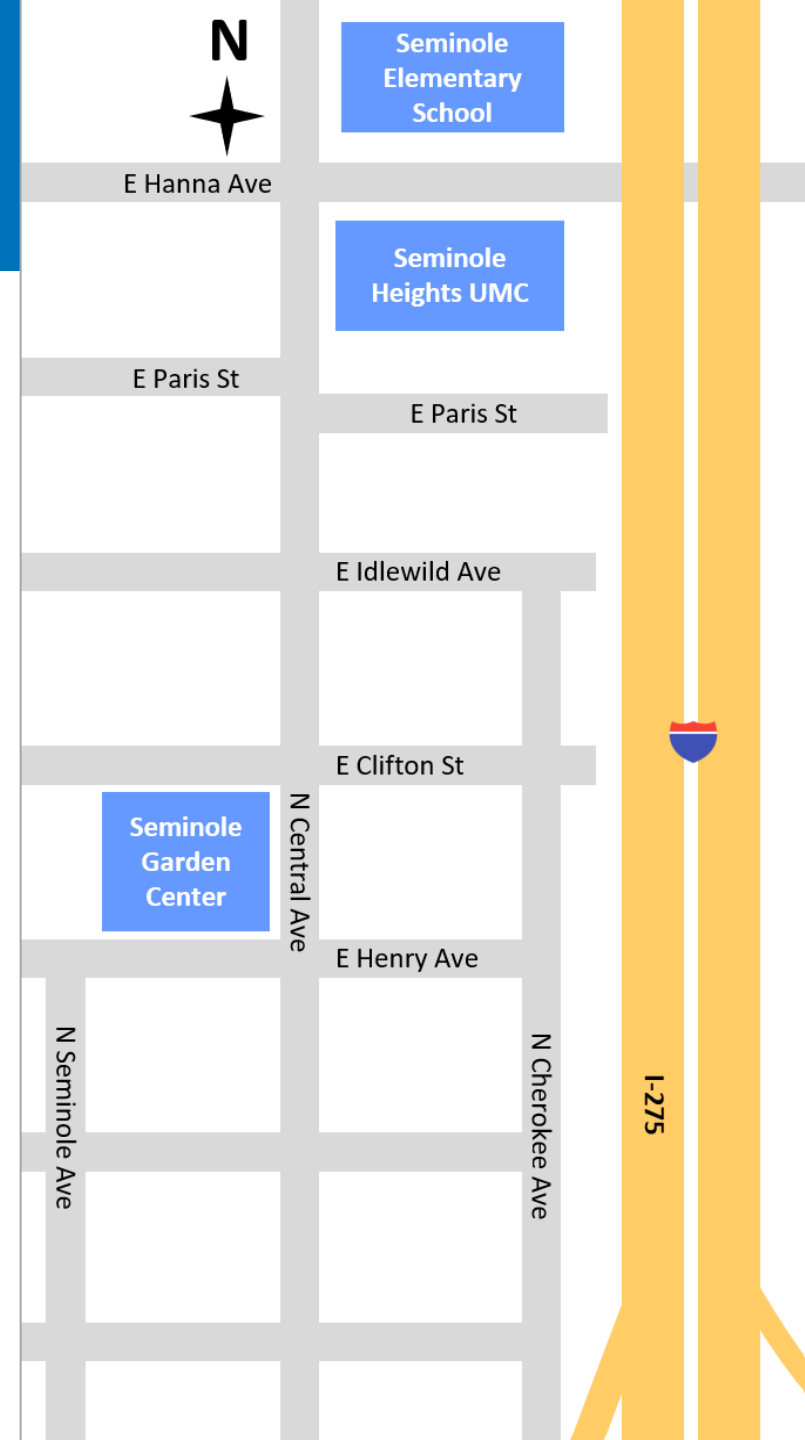 N
Seminole
Elementary
School
E Hanna Ave
Seminole
Heights UMC
E Paris St
E Paris St
E Idlewild Ave
E Clifton St
N Central Ave
Seminole
Garden
Center
E Henry Ave
N Seminole Ave
N Cherokee Ave
I-275